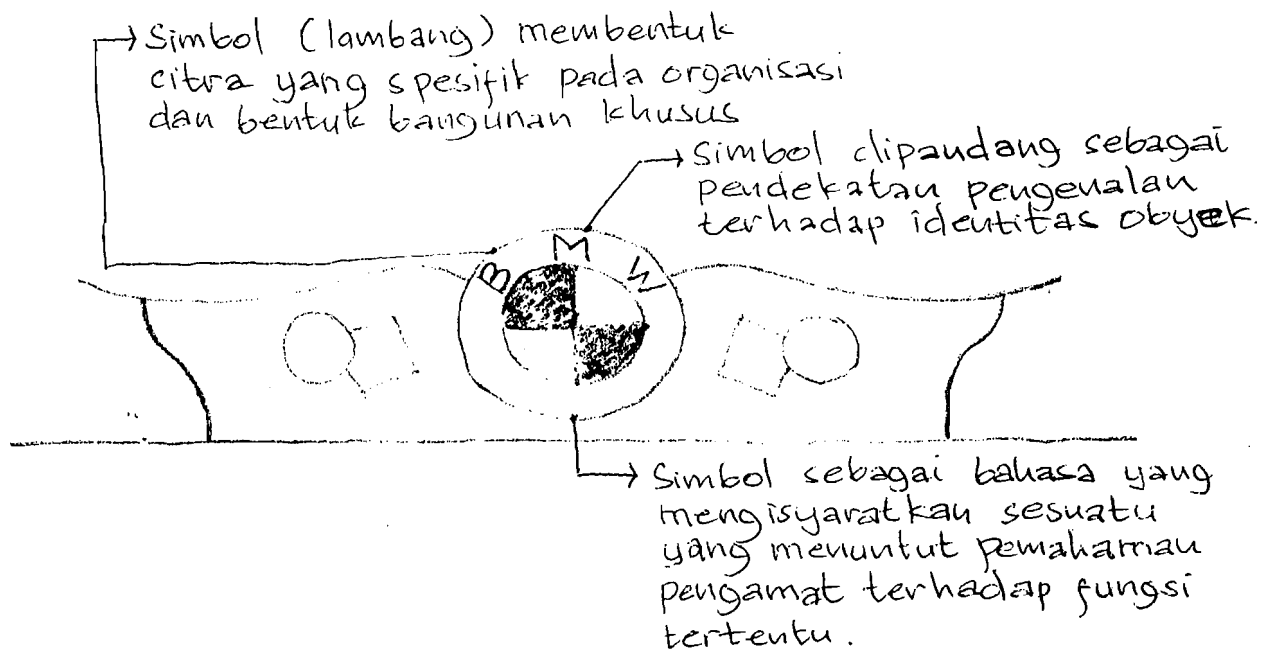 Simbol (lambang) membentuk
citra yang spesifik pada organisasi
dan bentuk bangunan khusus
Simbol dipandang sebagai
pendekatan pengenalan
terhadap identitas obyek.
B M W
Simbol sebagai bahasa yang
mengisyaratkan sesuatu
yang menuntut pemahaman
pengamat terhadap fungsi
tertentu.